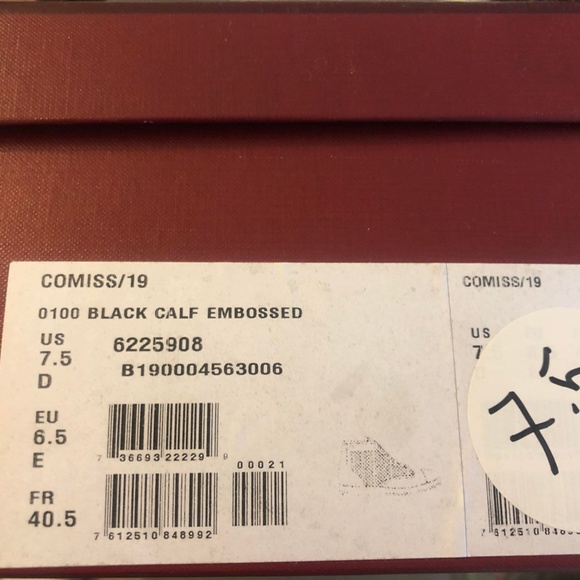 COMISS/19
0100 BLACK CALF EMBOSSED
US
7.5
D
6225908
B190004563006
EU
6.5
E
7 36693 22229 9
00021
FR
40.5
7 612510 848992
COMISS/19
US
7.5
7 612510